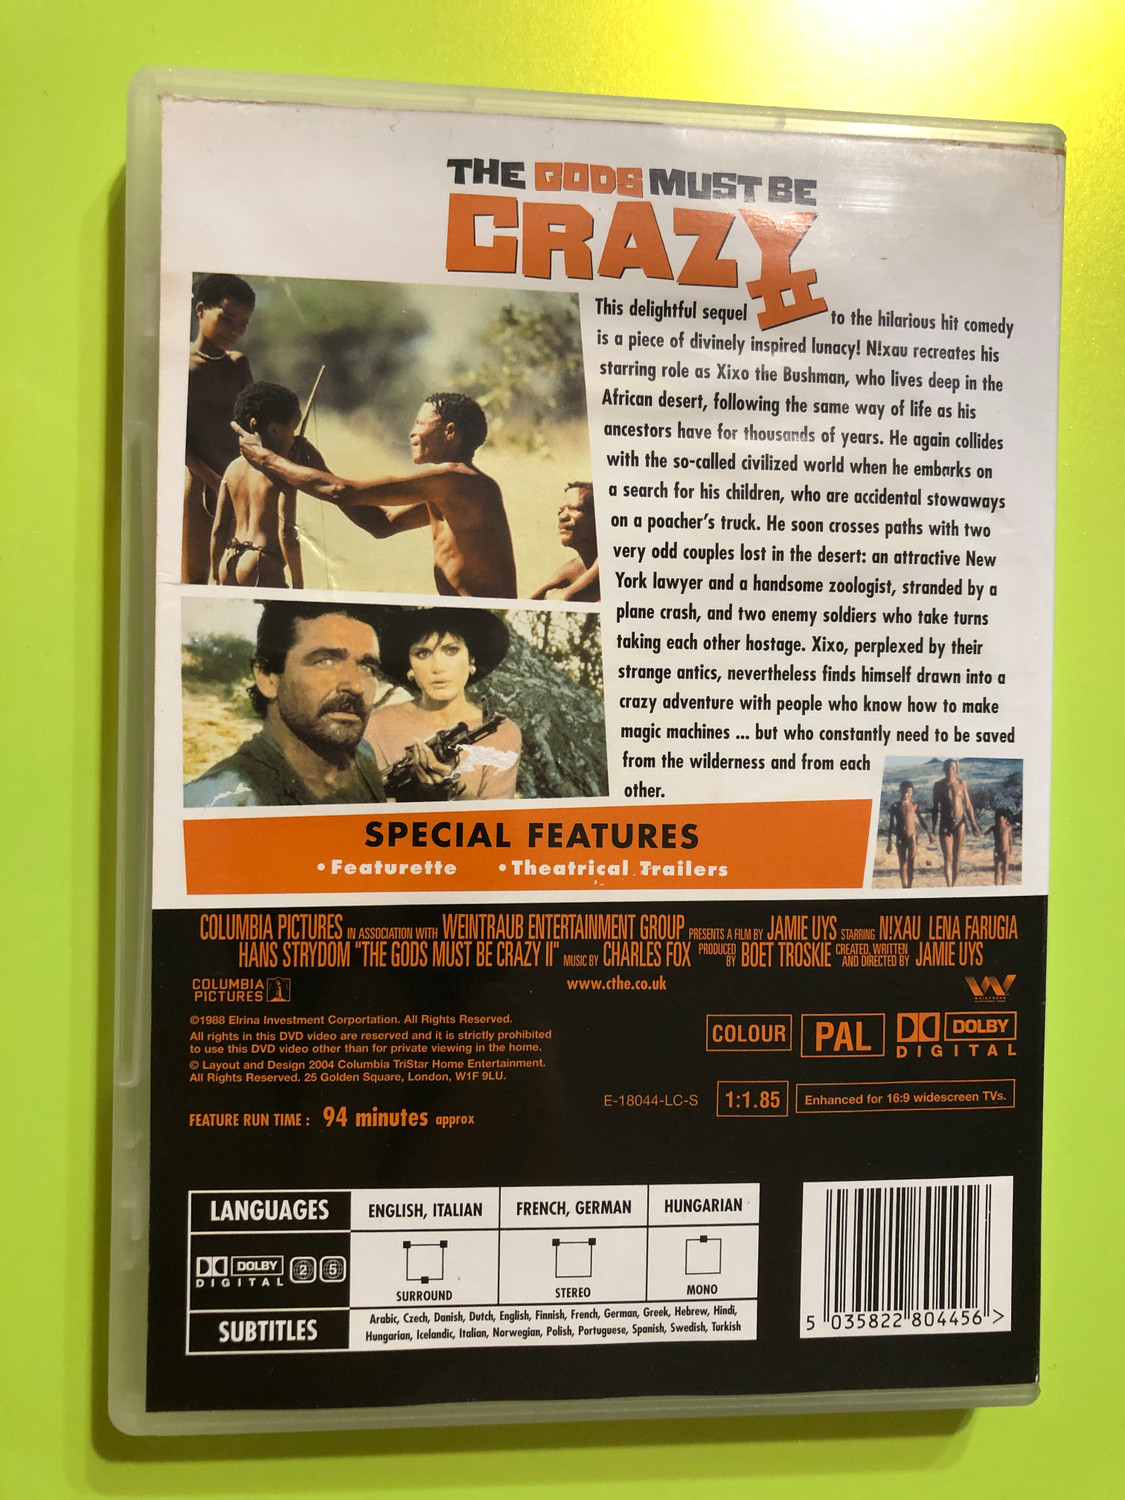 THE GODS MUST BE
CRAZY
II
This delightful sequel to the hilarious hit comedy
is a piece of divinely inspired lunacy! N!xau recreates his
starring role as Xixo the Bushman, who lives deep in the
African desert, following the same way of life as his
ancestors have for thousands of years. He again collides
with the so-called civilized world when he embarks on
a search for his children, who are accidental stowaways
on a poacher's truck. He soon crosses paths with two
very odd couples lost in the desert: an attractive New
York lawyer and a handsome zoologist, stranded by a
plane crash, and two enemy soldiers who take turns
taking each other hostage. Xixo, perplexed by their
strange antics, nevertheless finds himself drawn into a
crazy adventure with people who know how to make
magic machines ... but who constantly need to be saved
from the wilderness and from each
other.
SPECIAL FEATURES
• Featurette • Theatrical Trailers
COLUMBIA PICTURES IN ASSOCIATION WITH WEINTRAUB ENTERTAINMENT GROUP PRESENTS A FILM BY JAMIE UYS STARRING N!XAU LENA FARUGIA
HANS STRYDOM "THE GODS MUST BE CRAZY II" MUSIC BY CHARLES FOX PRODUCED BY BOET TROSKIE CREATED, WRITTEN AND DIRECTED BY JAMIE UYS
COLUMBIA
PICTURES
www.cthe.co.uk
©1988 Elrina Investment Corportation. All Rights Reserved.
All rights in this DVD video are reserved and it is strictly prohibited
to use this DVD video other than for private viewing in the home.
© Layout and Design 2004 Columbia TriStar Home Entertainment.
All Rights Reserved. 25 Golden Square, London, W1F 9LU.
COLOUR PAL DOLBY
DIGITAL
E-18044-LC-S 1:1.85 Enhanced for 16:9 widescreen TVs.
FEATURE RUN TIME : 94 minutes approx
LANGUAGES ENGLISH, ITALIAN FRENCH, GERMAN HUNGARIAN
DOLBY
DIGITAL 2 5
SURROUND STEREO MONO
SUBTITLES
Arabic, Czech, Danish, Dutch, English, Finnish, French, German, Greek, Hebrew, Hindi,
Hungarian, Icelandic, Italian, Norwegian, Polish, Portuguese, Spanish, Swedish, Turkish
5 035822 804456 >